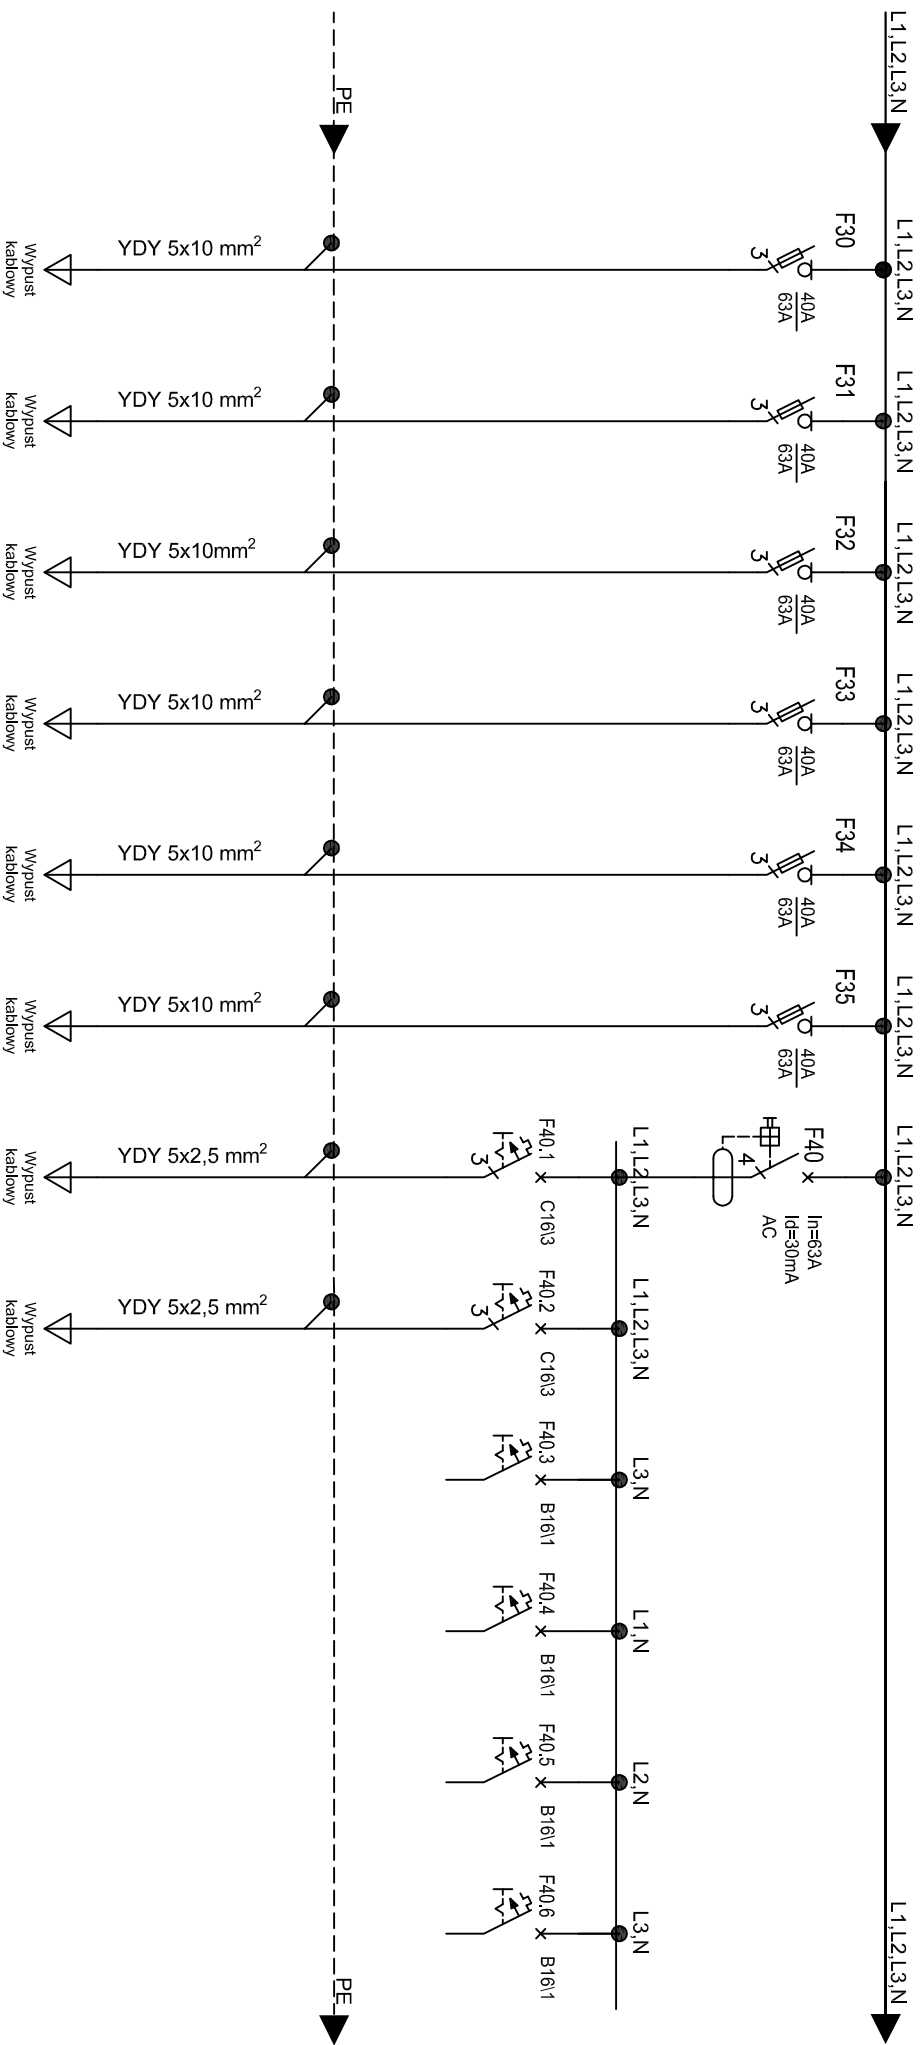 L1,L2,L3,N
PE
L1,L2,L3,N
F30
3
40A
63A
YDY 5x10 mm²
Wypust
kablowy
L1,L2,L3,N
F31
3
40A
63A
YDY 5x10 mm²
Wypust
kablowy
L1,L2,L3,N
F32
3
40A
63A
YDY 5x10mm²
Wypust
kablowy
L1,L2,L3,N
F33
3
40A
63A
YDY 5x10 mm²
Wypust
kablowy
L1,L2,L3,N
F34
3
40A
63A
YDY 5x10 mm²
Wypust
kablowy
L1,L2,L3,N
F35
3
40A
63A
YDY 5x10 mm²
Wypust
kablowy
L1,L2,L3,N
F40
4
In=63A
Id=30mA
AC
L1,L2,L3,N
F40.1
3
C16\3
YDY 5x2,5 mm²
Wypust
kablowy
L1,L2,L3,N
F40.2
3
C16\3
YDY 5x2,5 mm²
Wypust
kablowy
L3,N
F40.3
B16\1
L1,N
F40.4
B16\1
L2,N
F40.5
B16\1
L3,N
F40.6
B16\1
L1,L2,L3,N
PE